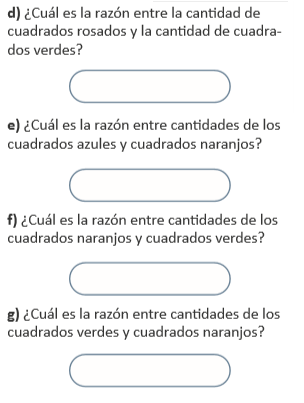 d) ¿Cuál es la razón entre la cantidad de
cuadrados rosados y la cantidad de cuadra-
dos verdes?
e) ¿Cuál es la razón entre cantidades de los
cuadrados azules y cuadrados naranjos?
f) ¿Cuál es la razón entre cantidades de los
cuadrados naranjos y cuadrados verdes?
g) ¿Cuál es la razón entre cantidades de los
cuadrados verdes y cuadrados naranjos?